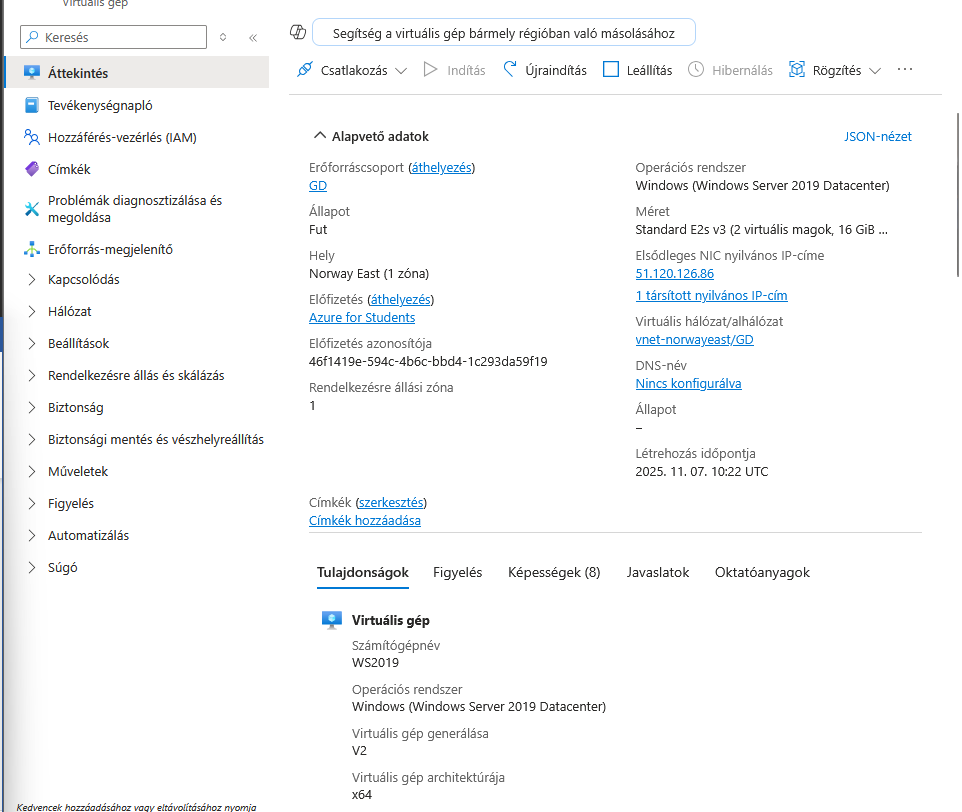 Virtuális gép
Keresés
Áttekintés
Tevékenységnapló
Hozzáférés-vezérlés (IAM)
Címkék
Problémák diagnosztizálása és
megoldása
Erőforrás-megjelenítő
Kapcsolódás
Hálózat
Beállítások
Rendelkezésre állás és skálázás
Biztonság
Biztonsági mentés és vészhelyreállítás
Műveletek
Figyelés
Automatizálás
Súgó
Kedvencek hozzáadásához vagy eltávolításához nyomja
Segítség a virtuális gép bármely régióban való másolásához
Csatlakozás Indítás Újraindítás Leállítás Hibernálás Rögzítés ...
Alapvető adatok JSON-nézet
Erőforráscsoport (áthelyezés)
GD
Állapot
Fut
Hely
Norway East (1 zóna)
Előfizetés (áthelyezés)
Azure for Students
Előfizetés azonosítója
46f1419e-594c-4b6c-bbd4-1c293da59f19
Rendelkezésre állási zóna
1
Operációs rendszer
Windows (Windows Server 2019 Datacenter)
Méret
Standard E2s v3 (2 virtuális magok, 16 GiB ...
Elsődleges NIC nyilvános IP-címe
51.120.126.86
1 társított nyilvános IP-cím
Virtuális hálózat/alhálózat
vnet-norwayeast/GD
DNS-név
Nincs konfigurálva
Állapot
–
Létrehozás időpontja
2025. 11. 07. 10:22 UTC
Címkék (szerkesztés)
Címkék hozzáadása
Tulajdonságok Figyelés Képességek (8) Javaslatok Oktatóanyagok
Virtuális gép
Számítógépnév
WS2019
Operációs rendszer
Windows (Windows Server 2019 Datacenter)
Virtuális gép generálása
V2
Virtuális gép architektúrája
x64